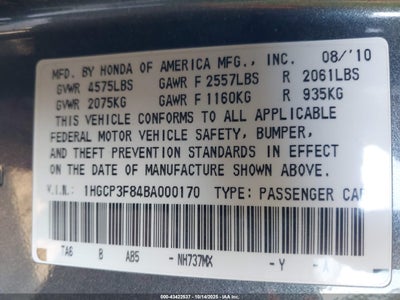 MFD. BY HONDA OF AMERICA MFG., INC. 08/'10
GVWR 4575LBS GAWR F 2557LBS R 2061LBS
GVWR 2075KG GAWR F 1160KG R 935KG
THIS VEHICLE CONFORMS TO ALL APPLICABLE
FEDERAL MOTOR VEHICLE SAFETY, BUMPER,
AND THEFT PREVENTION STANDARDS IN EFFECT
ON THE DATE OF MANUFACTURE SHOWN ABOVE.
V.I.N.: 1HGCP3F84BA000170 TYPE: PASSENGER CAR
TA6 B AB5 - NH737MX - Y - A
000-43422537 - 10/14/2025 - IAA Inc.